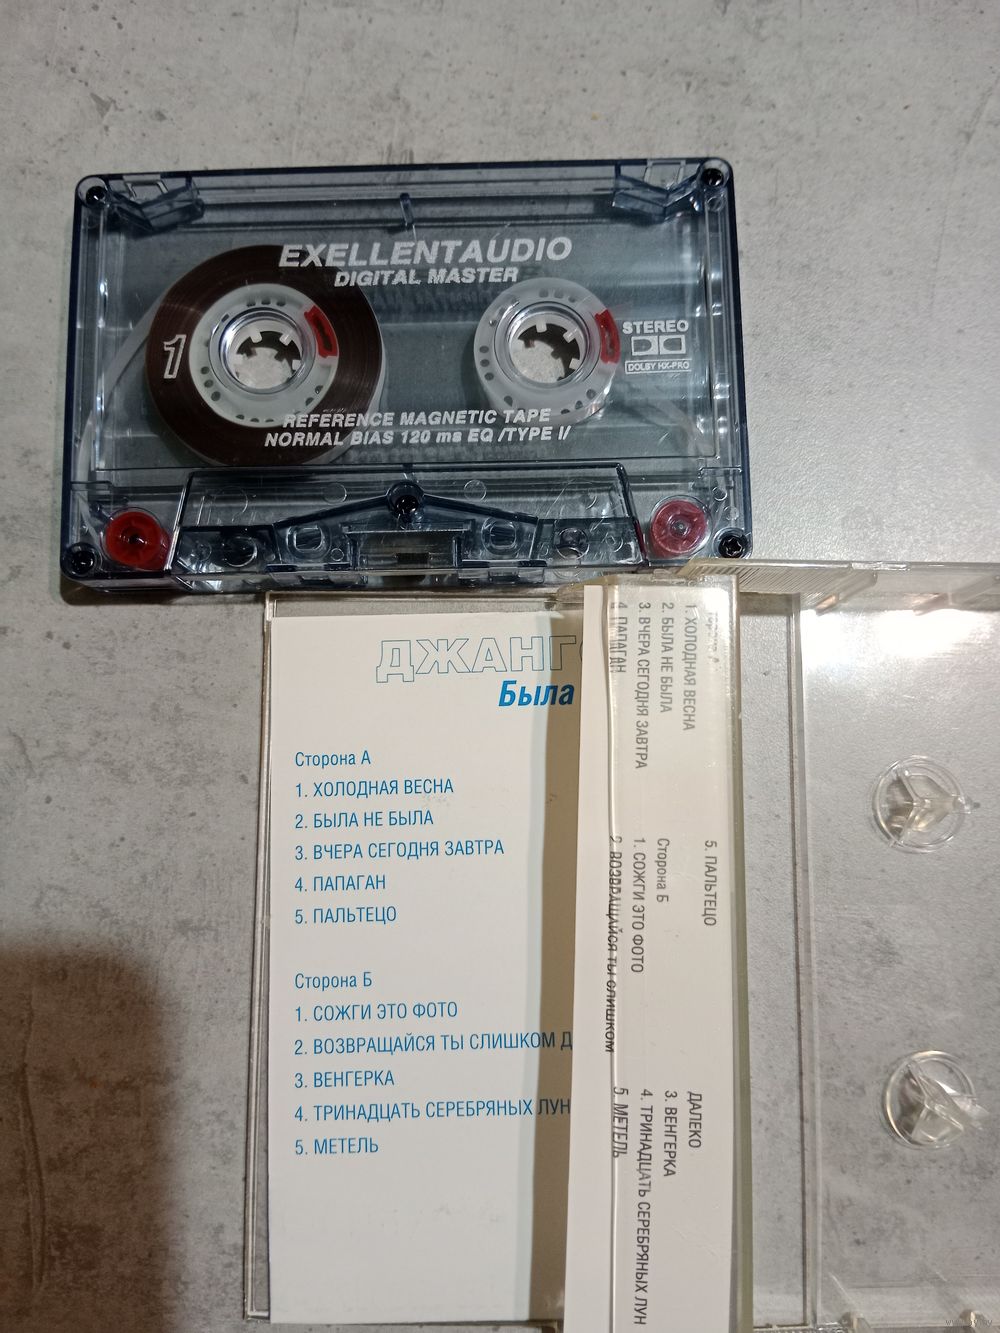 EXELLENTAUDIO
DIGITAL MASTER
1
STEREO
DOLBY HX-PRO
REFERENCE MAGNETIC TAPE
NORMAL BIAS 120 ms EQ /TYPE I/
ДЖАНГО
Была
Сторона А
1. ХОЛОДНАЯ ВЕСНА
2. БЫЛА НЕ БЫЛА
3. ВЧЕРА СЕГОДНЯ ЗАВТРА
4. ПАПАГАН
5. ПАЛЬТЕЦО
Сторона Б
1. СОЖГИ ЭТО ФОТО
2. ВОЗВРАЩАЙСЯ ТЫ СЛИШКОМ Д
3. ВЕНГЕРКА
4. ТРИНАДЦАТЬ СЕРЕБРЯНЫХ ЛУН
5. МЕТЕЛЬ
Сторона А
1. ХОЛОДНАЯ ВЕСНА
2. БЫЛА НЕ БЫЛА
3. ВЧЕРА СЕГОДНЯ ЗАВТРА
4. ПАПАГАН
5. ПАЛЬТЕЦО
Сторона Б
1. СОЖГИ ЭТО ФОТО
2. ВОЗВРАЩАЙСЯ ТЫ СЛИШКОМ
ДАЛЕКО
3. ВЕНГЕРКА
4. ТРИНАДЦАТЬ СЕРЕБРЯНЫХ ЛУН
5. МЕТЕЛЬ